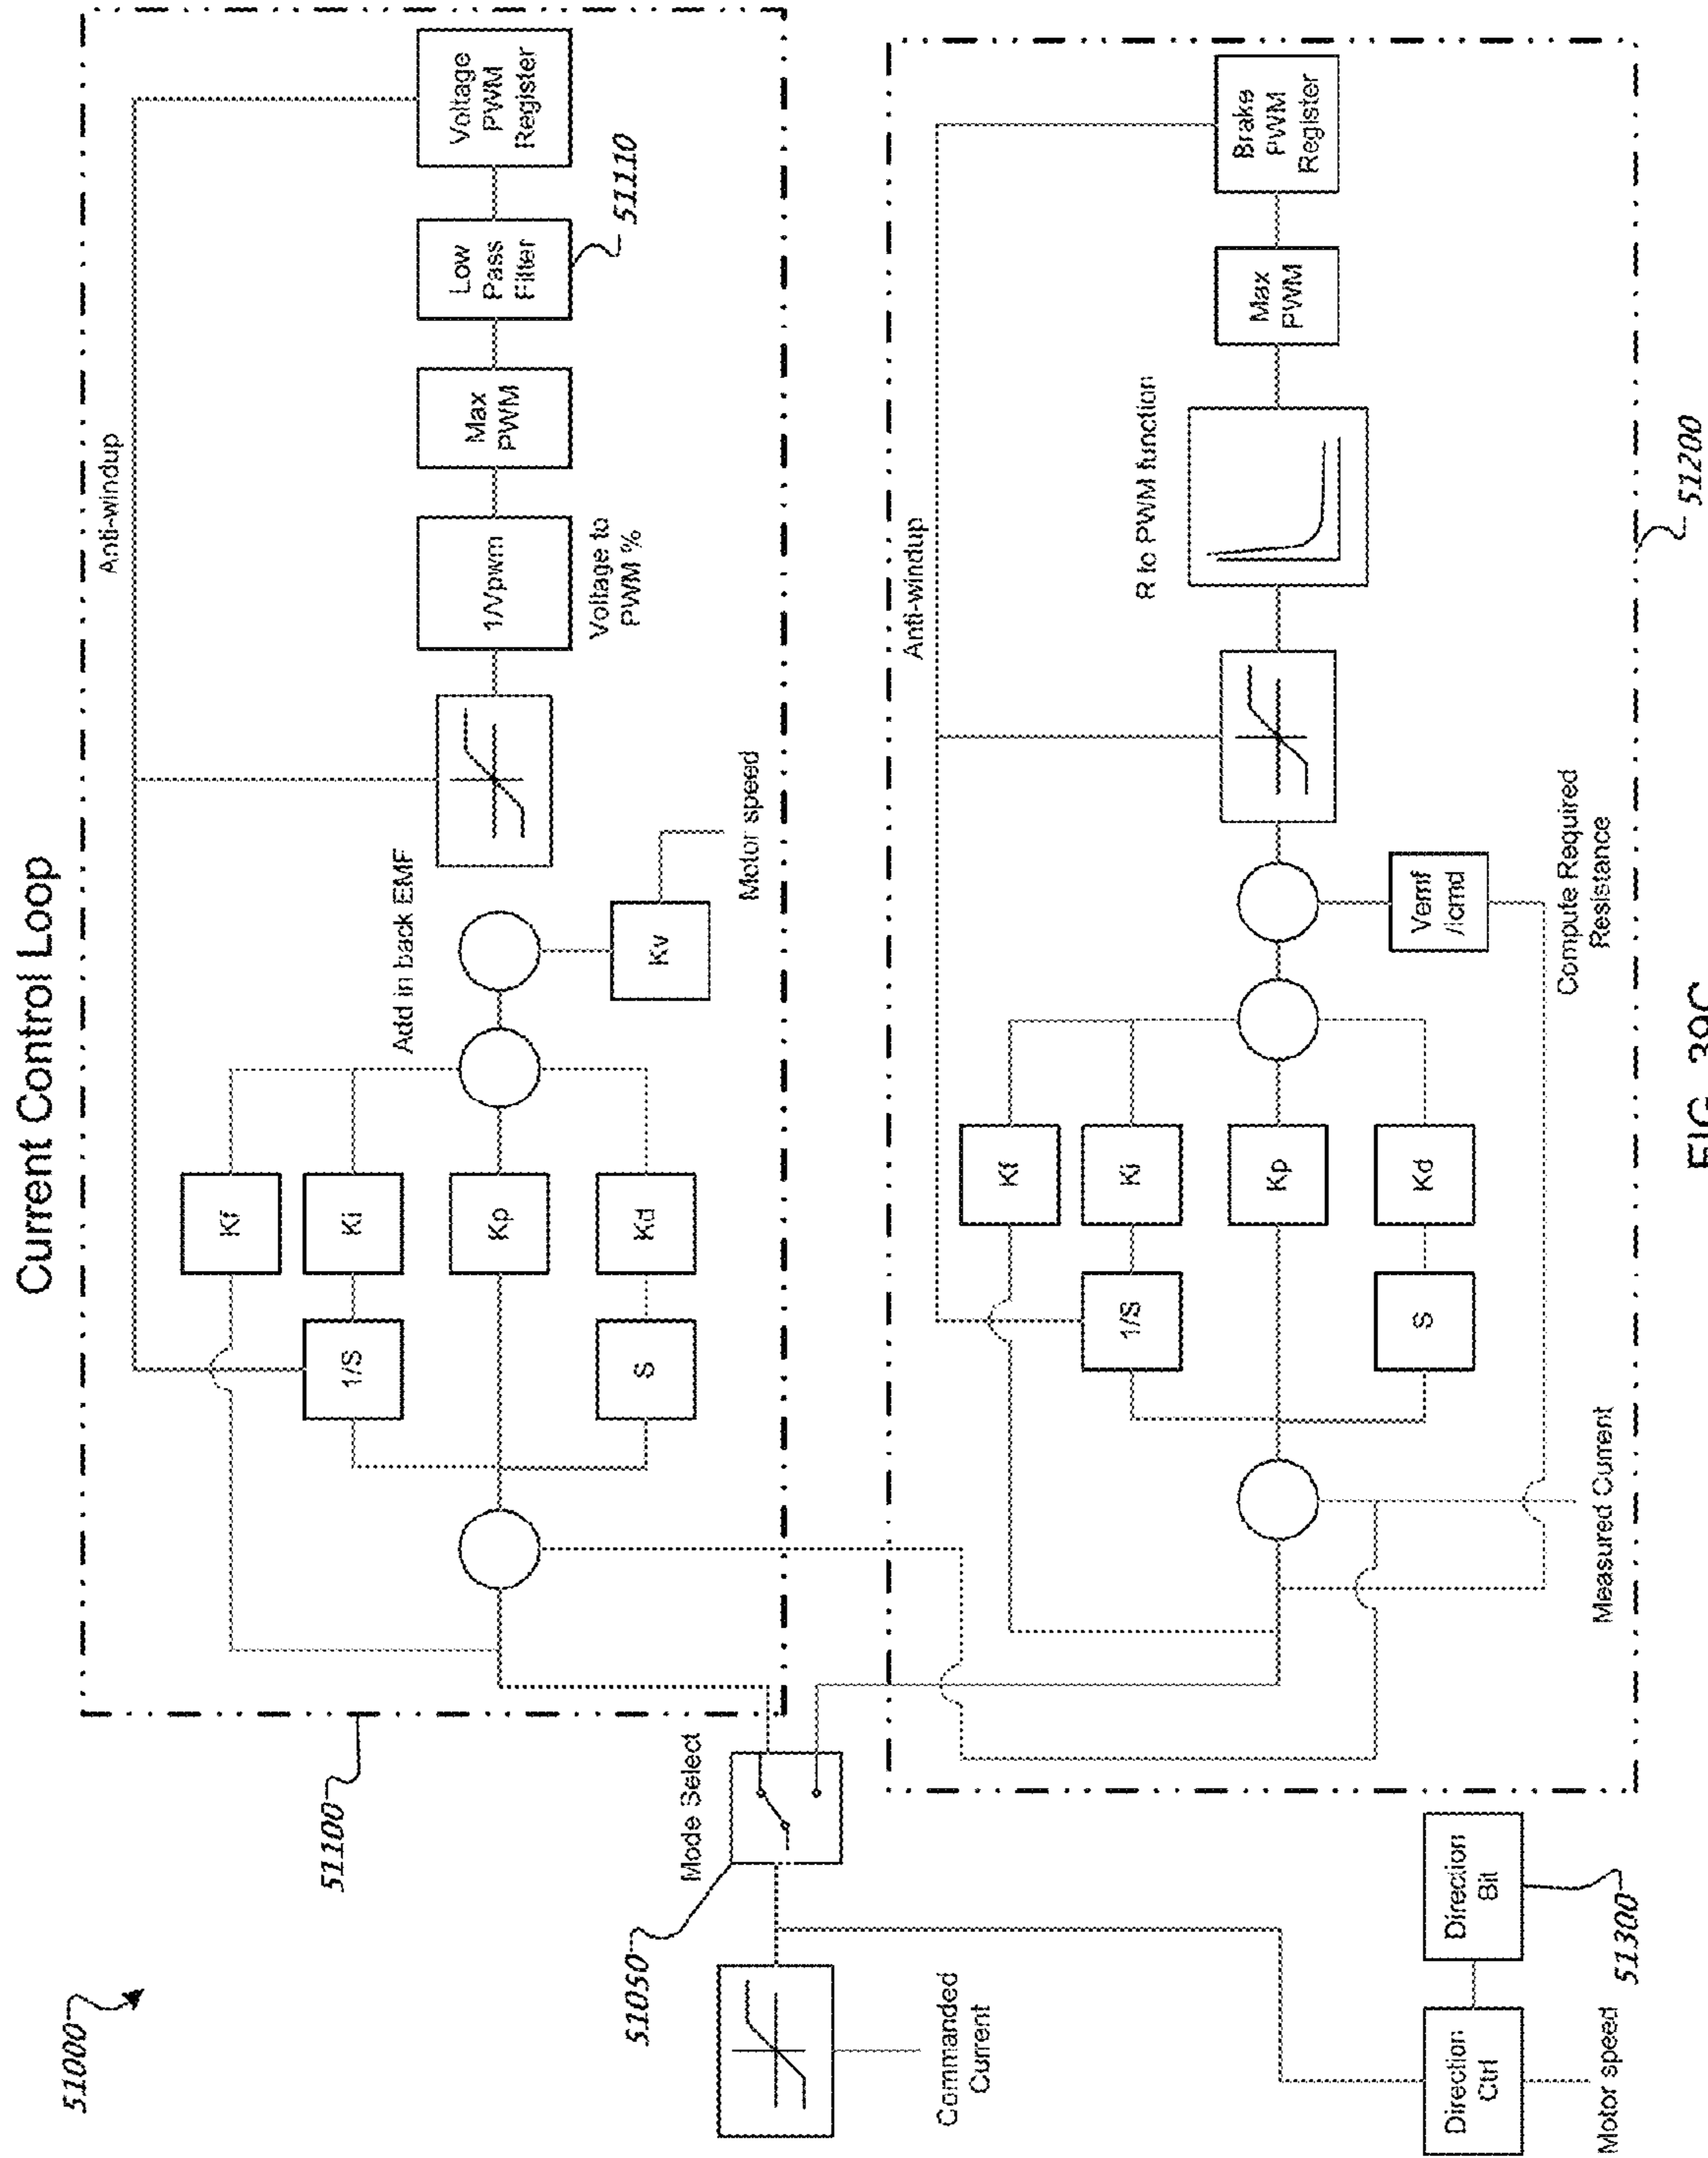 Current Control Loop
51000
51100
Anti-windup
Kf
Ki
1/S
Kp
Kd
S
Add in back EMF
Kv
Motor speed
1/Vpwm
Voltage to
PWM %
Max
PWM
Low
Pass
Filter
51110
Voltage
PWM
Register
Mode Select
51050
Commanded
Current
Direction
Ctrl
Motor speed
Direction
Bit
51300
Anti-windup
Kf
Ki
1/S
Kp
Kd
S
Measured Current
Vemf
/icmd
Compute Required
Resistance
R to PWM function
Max
PWM
Brake
PWM
Register
51200
FIG. 39C